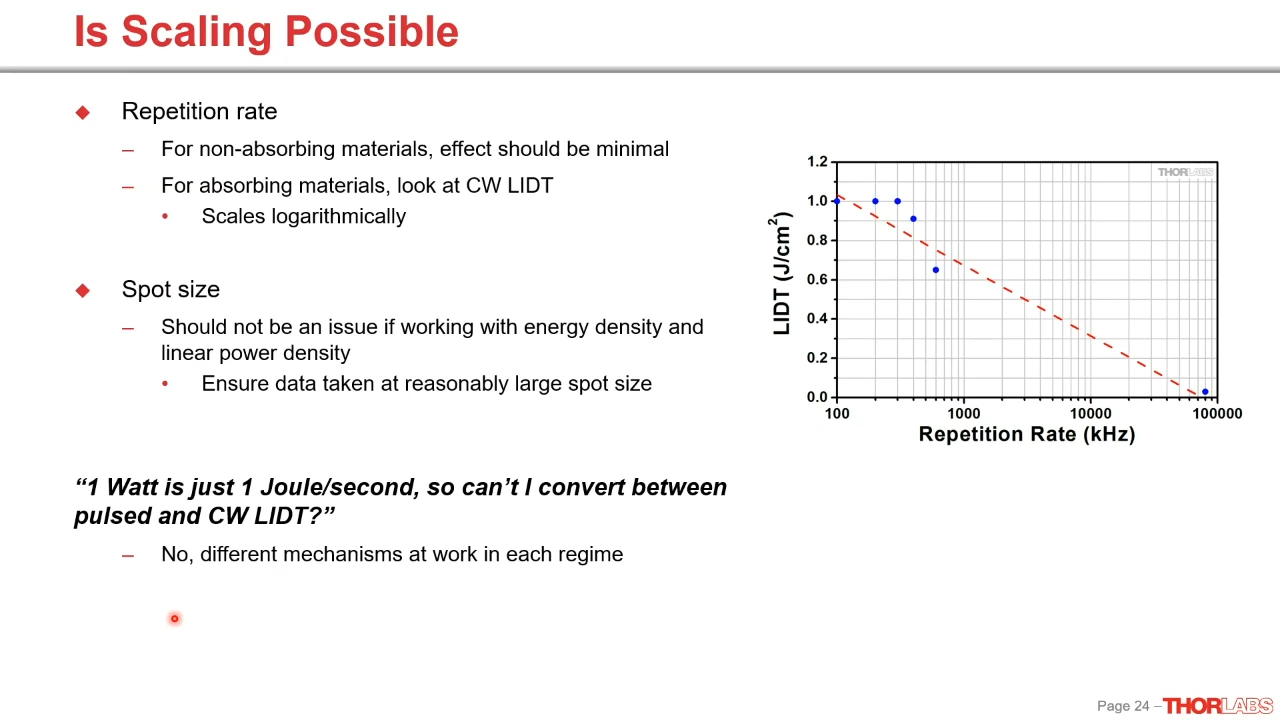 Is Scaling Possible
◆ Repetition rate
– For non-absorbing materials, effect should be minimal
– For absorbing materials, look at CW LIDT
• Scales logarithmically
◆ Spot size
– Should not be an issue if working with energy density and
linear power density
• Ensure data taken at reasonably large spot size
“1 Watt is just 1 Joule/second, so can’t I convert between
pulsed and CW LIDT?”
– No, different mechanisms at work in each regime
THORLABS
1.2
1.0
0.8
0.6
0.4
0.2
0.0
LIDT (J/cm²)
100 1000 10000 100000
Repetition Rate (kHz)
Page 24 – THORLABS